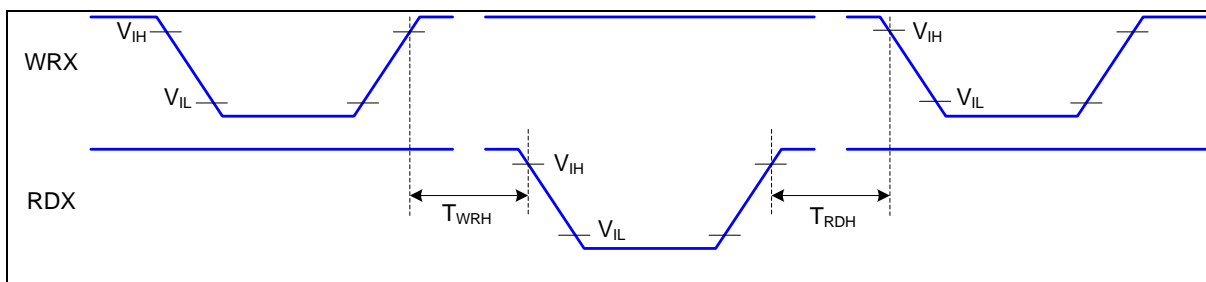 V_IH
WRX
V_IL
V_IH
V_IL
V_IH
RDX
T_WRH
V_IL
T_RDH